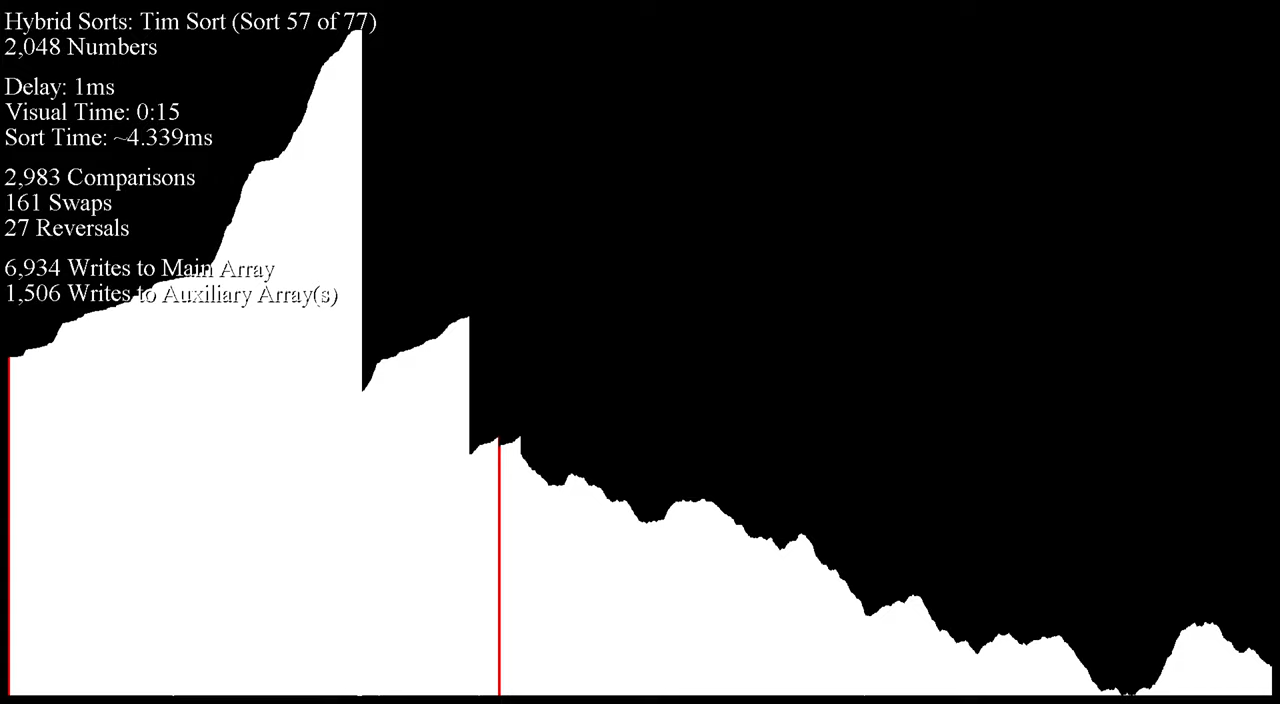 Hybrid Sorts: Tim Sort (Sort 57 of 77)
2,048 Numbers
Delay: 1ms
Visual Time: 0:15
Sort Time: ~4.339ms
2,983 Comparisons
161 Swaps
27 Reversals
6,934 Writes to Main Array
1,506 Writes to Auxiliary Array(s)